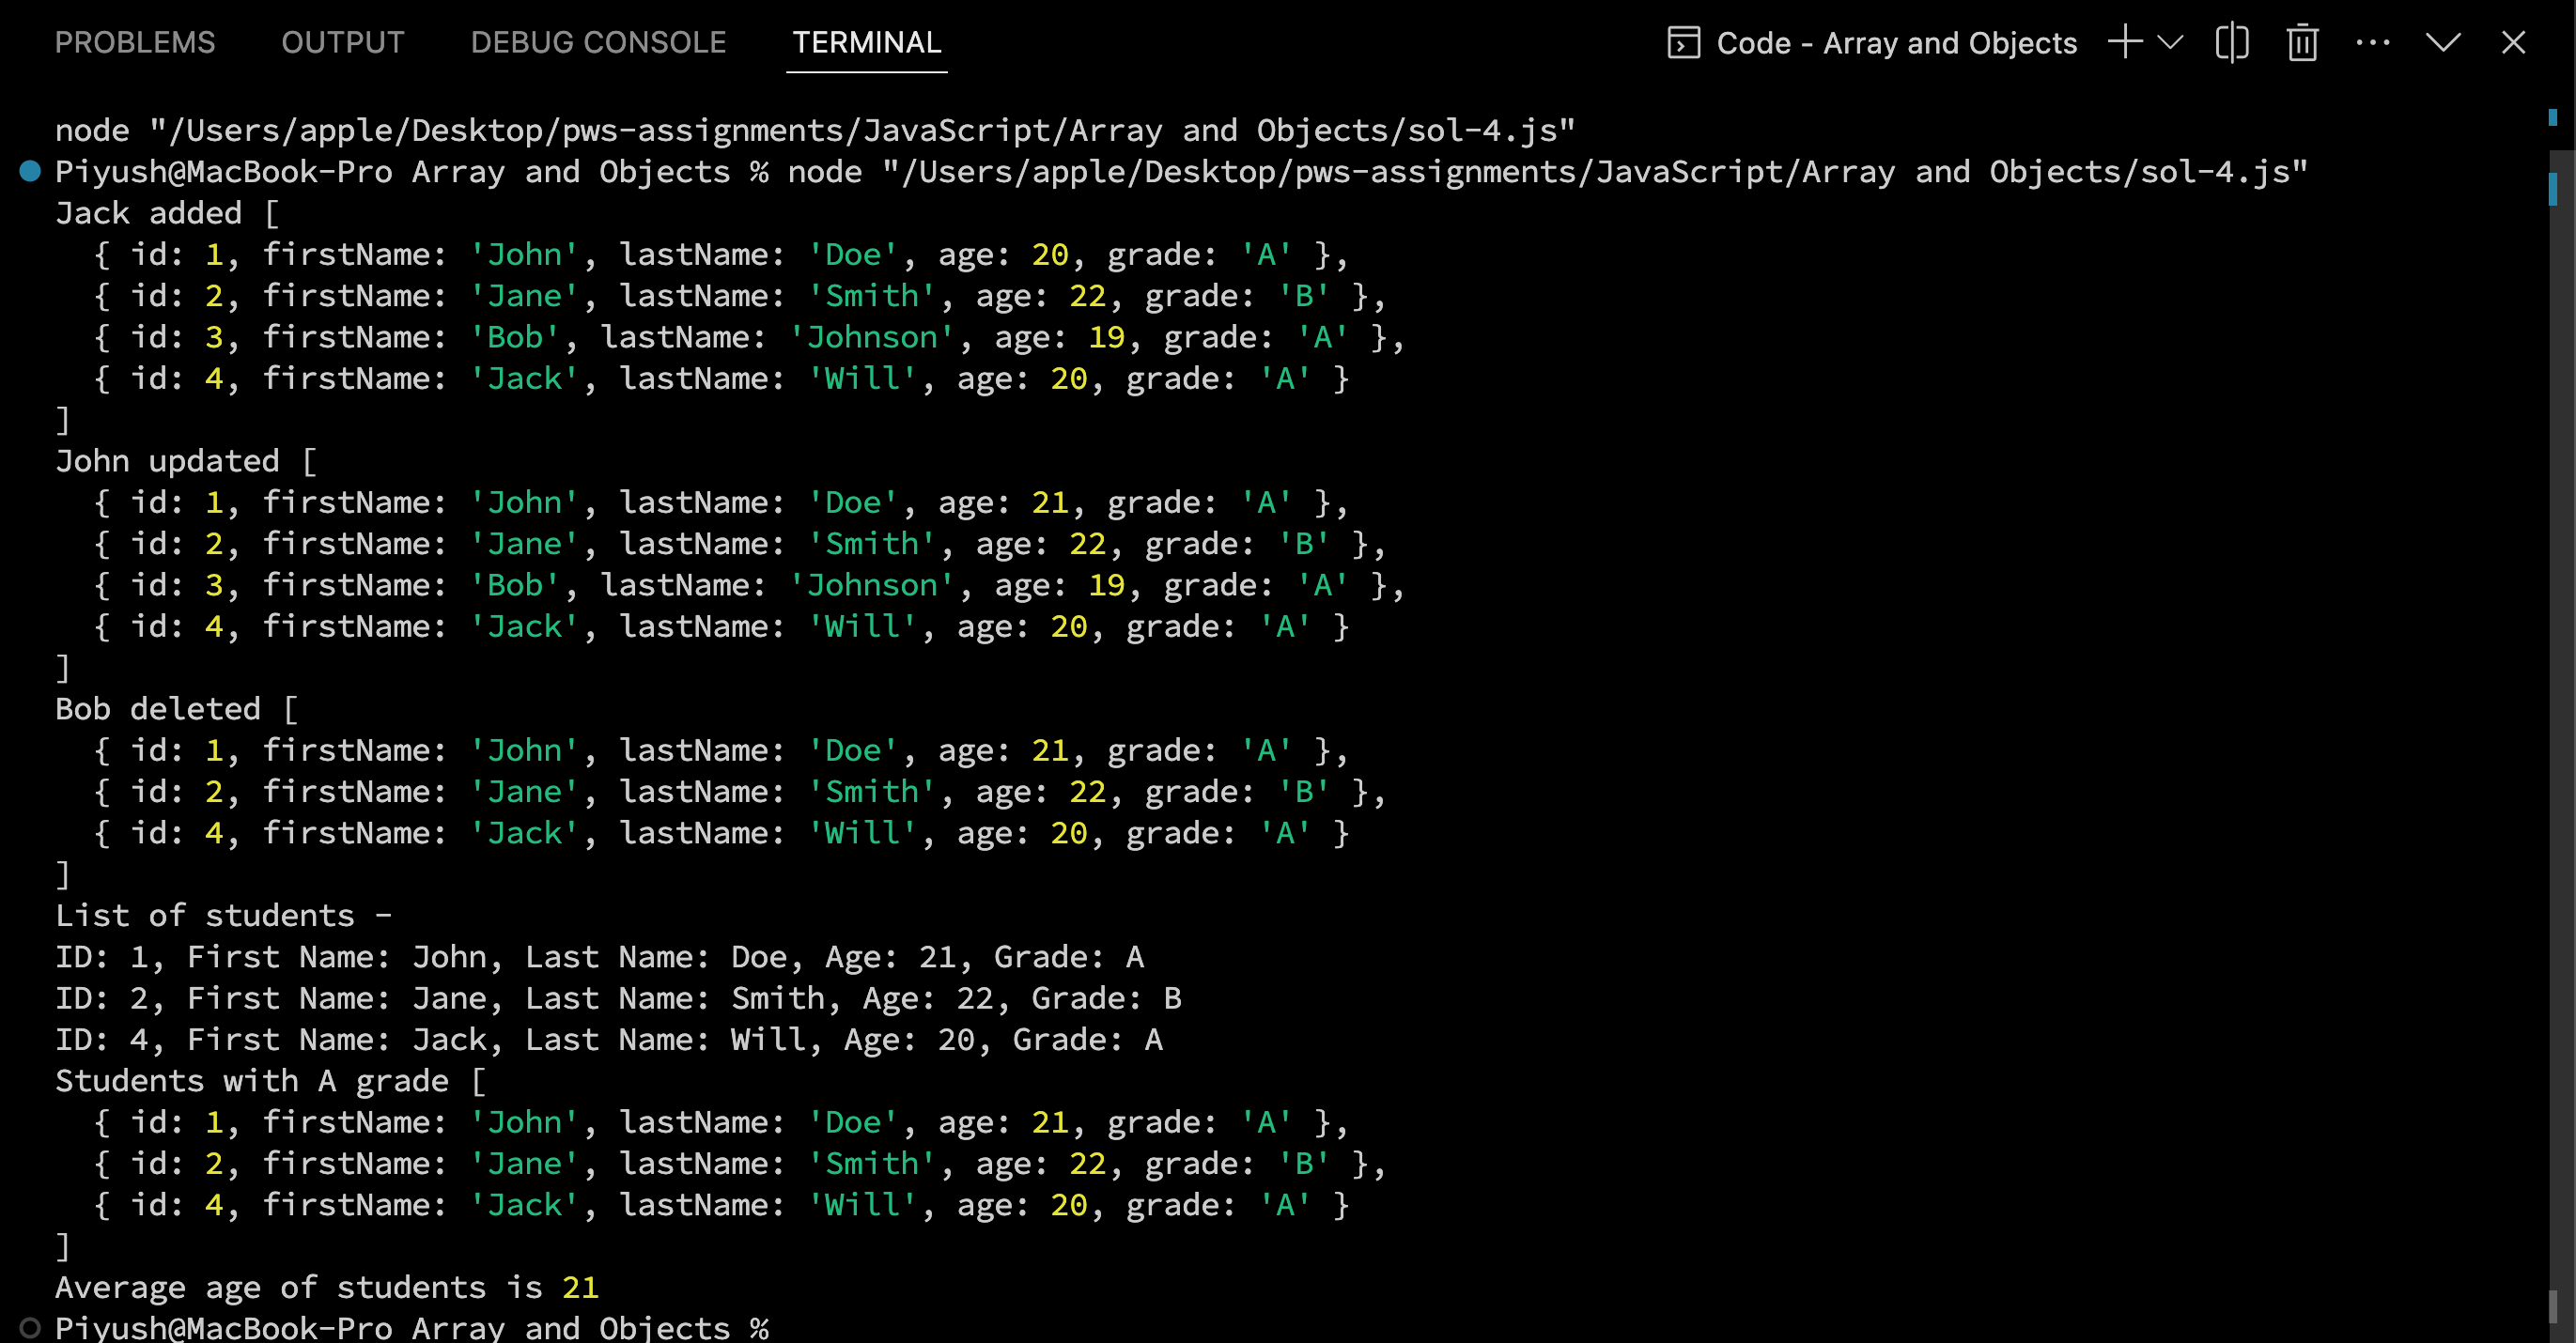 PROBLEMS OUTPUT DEBUG CONSOLE TERMINAL Code - Array and Objects
node "/Users/apple/Desktop/pws-assignments/JavaScript/Array and Objects/sol-4.js"
Piyush@MacBook-Pro Array and Objects % node "/Users/apple/Desktop/pws-assignments/JavaScript/Array and Objects/sol-4.js"
Jack added [
  { id: 1, firstName: 'John', lastName: 'Doe', age: 20, grade: 'A' },
  { id: 2, firstName: 'Jane', lastName: 'Smith', age: 22, grade: 'B' },
  { id: 3, firstName: 'Bob', lastName: 'Johnson', age: 19, grade: 'A' },
  { id: 4, firstName: 'Jack', lastName: 'Will', age: 20, grade: 'A' }
]
John updated [
  { id: 1, firstName: 'John', lastName: 'Doe', age: 21, grade: 'A' },
  { id: 2, firstName: 'Jane', lastName: 'Smith', age: 22, grade: 'B' },
  { id: 3, firstName: 'Bob', lastName: 'Johnson', age: 19, grade: 'A' },
  { id: 4, firstName: 'Jack', lastName: 'Will', age: 20, grade: 'A' }
]
Bob deleted [
  { id: 1, firstName: 'John', lastName: 'Doe', age: 21, grade: 'A' },
  { id: 2, firstName: 'Jane', lastName: 'Smith', age: 22, grade: 'B' },
  { id: 4, firstName: 'Jack', lastName: 'Will', age: 20, grade: 'A' }
]
List of students -
ID: 1, First Name: John, Last Name: Doe, Age: 21, Grade: A
ID: 2, First Name: Jane, Last Name: Smith, Age: 22, Grade: B
ID: 4, First Name: Jack, Last Name: Will, Age: 20, Grade: A
Students with A grade [
  { id: 1, firstName: 'John', lastName: 'Doe', age: 21, grade: 'A' },
  { id: 2, firstName: 'Jane', lastName: 'Smith', age: 22, grade: 'B' },
  { id: 4, firstName: 'Jack', lastName: 'Will', age: 20, grade: 'A' }
]
Average age of students is 21
Piyush@MacBook-Pro Array and Objects %